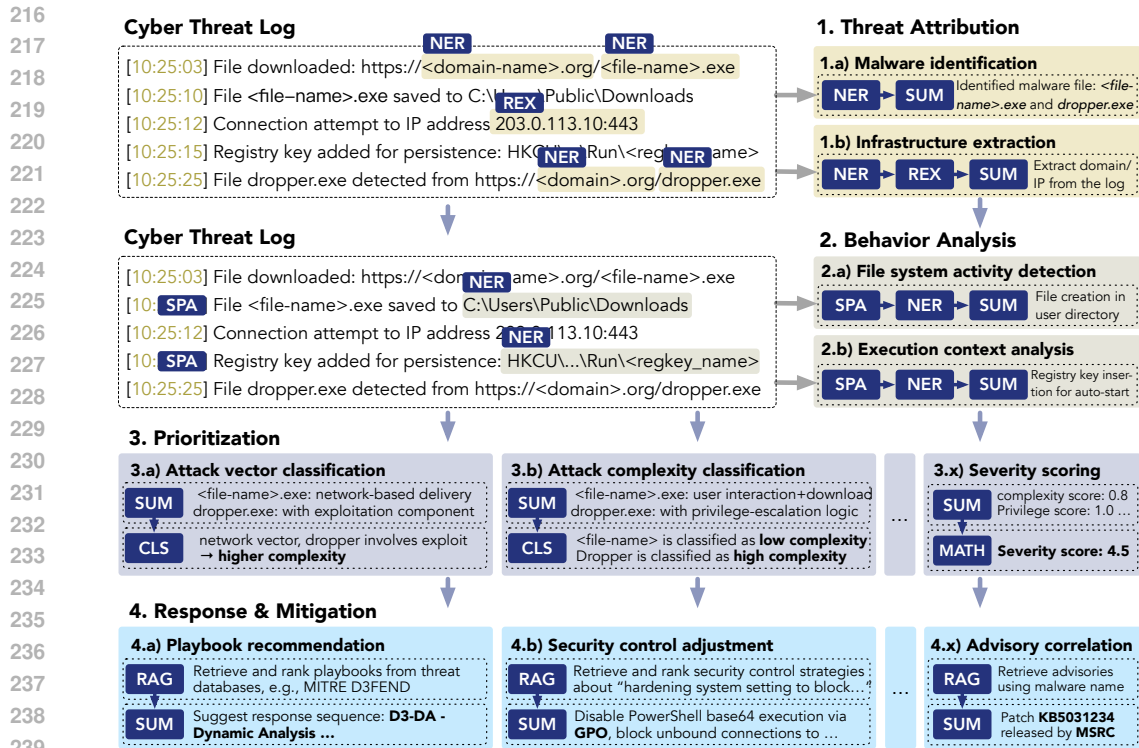 216
217
218
219
220
221
222
223
224
225
226
227
228
229
230
231
232
233
234
235
236
237
238
239
Cyber Threat Log
NER NER
[10:25:03] File downloaded: https://<domain-name>.org/<file-name>.exe
[10:25:10] File <file–name>.exe saved to C:\Users\Public\Downloads
REX
[10:25:12] Connection attempt to IP address 203.0.113.10:443
[10:25:15] Registry key added for persistence: HKCU\...\Run\<regkey_name>
NER NER
[10:25:25] File dropper.exe detected from https://<domain>.org/dropper.exe
1. Threat Attribution
1.a) Malware identification
NER SUM
Identified malware file: <file-
name>.exe and dropper.exe
1.b) Infrastructure extraction
NER REX SUM
Extract domain/
IP from the log
Cyber Threat Log
[10:25:03] File downloaded: https://<domain-name>.org/<file-name>.exe
NER
[10: SPA File <file-name>.exe saved to C:\Users\Public\Downloads
[10:25:12] Connection attempt to IP address 203.0.113.10:443
NER
[10: SPA Registry key added for persistence: HKCU\...\Run\<regkey_name>
[10:25:25] File dropper.exe detected from https://<domain>.org/dropper.exe
2. Behavior Analysis
2.a) File system activity detection
SPA NER SUM
File creation in
user directory
2.b) Execution context analysis
SPA NER SUM
Registry key inser-
tion for auto-start
3. Prioritization
3.a) Attack vector classification
SUM
<file-name>.exe: network-based delivery
dropper.exe: with exploitation component
CLS
network vector, dropper involves exploit
→ higher complexity
3.b) Attack complexity classification
SUM
<file-name>.exe: user interaction+download
dropper.exe: with privilege-escalation logic
CLS
<file-name> is classified as low complexity
Dropper is classified as high complexity
...
3.x) Severity scoring
SUM
complexity score: 0.8
Privilege score: 1.0 ...
MATH
Severity score: 4.5
4. Response & Mitigation
4.a) Playbook recommendation
RAG
Retrieve and rank playbooks from threat
databases, e.g., MITRE D3FEND
SUM
Suggest response sequence: D3-DA -
Dynamic Analysis ...
4.b) Security control adjustment
RAG
Retrieve and rank security control strategies
about “hardening system setting to block...”
SUM
Disable PowerShell base64 execution via
GPO, block unbound connections to ...
...
4.x) Advisory correlation
RAG
Retrieve advisories
using malware name
SUM
Patch KB5031234
released by MSRC